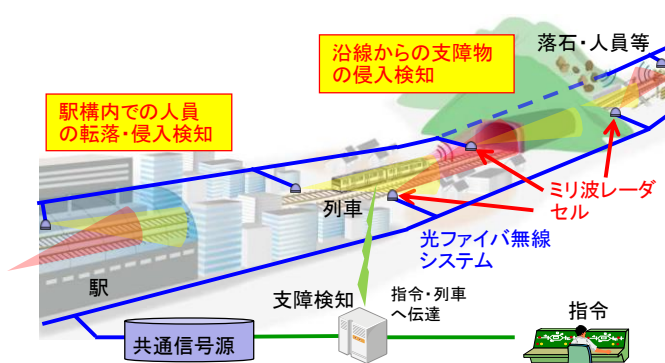 落石・人員等
沿線からの支障物
の侵入検知
駅構内での人員
の転落・侵入検知
ミリ波レーダ
セル
列車
光ファイバ無線
システム
駅
支障検知
指令・列車
へ伝達
指令
共通信号源